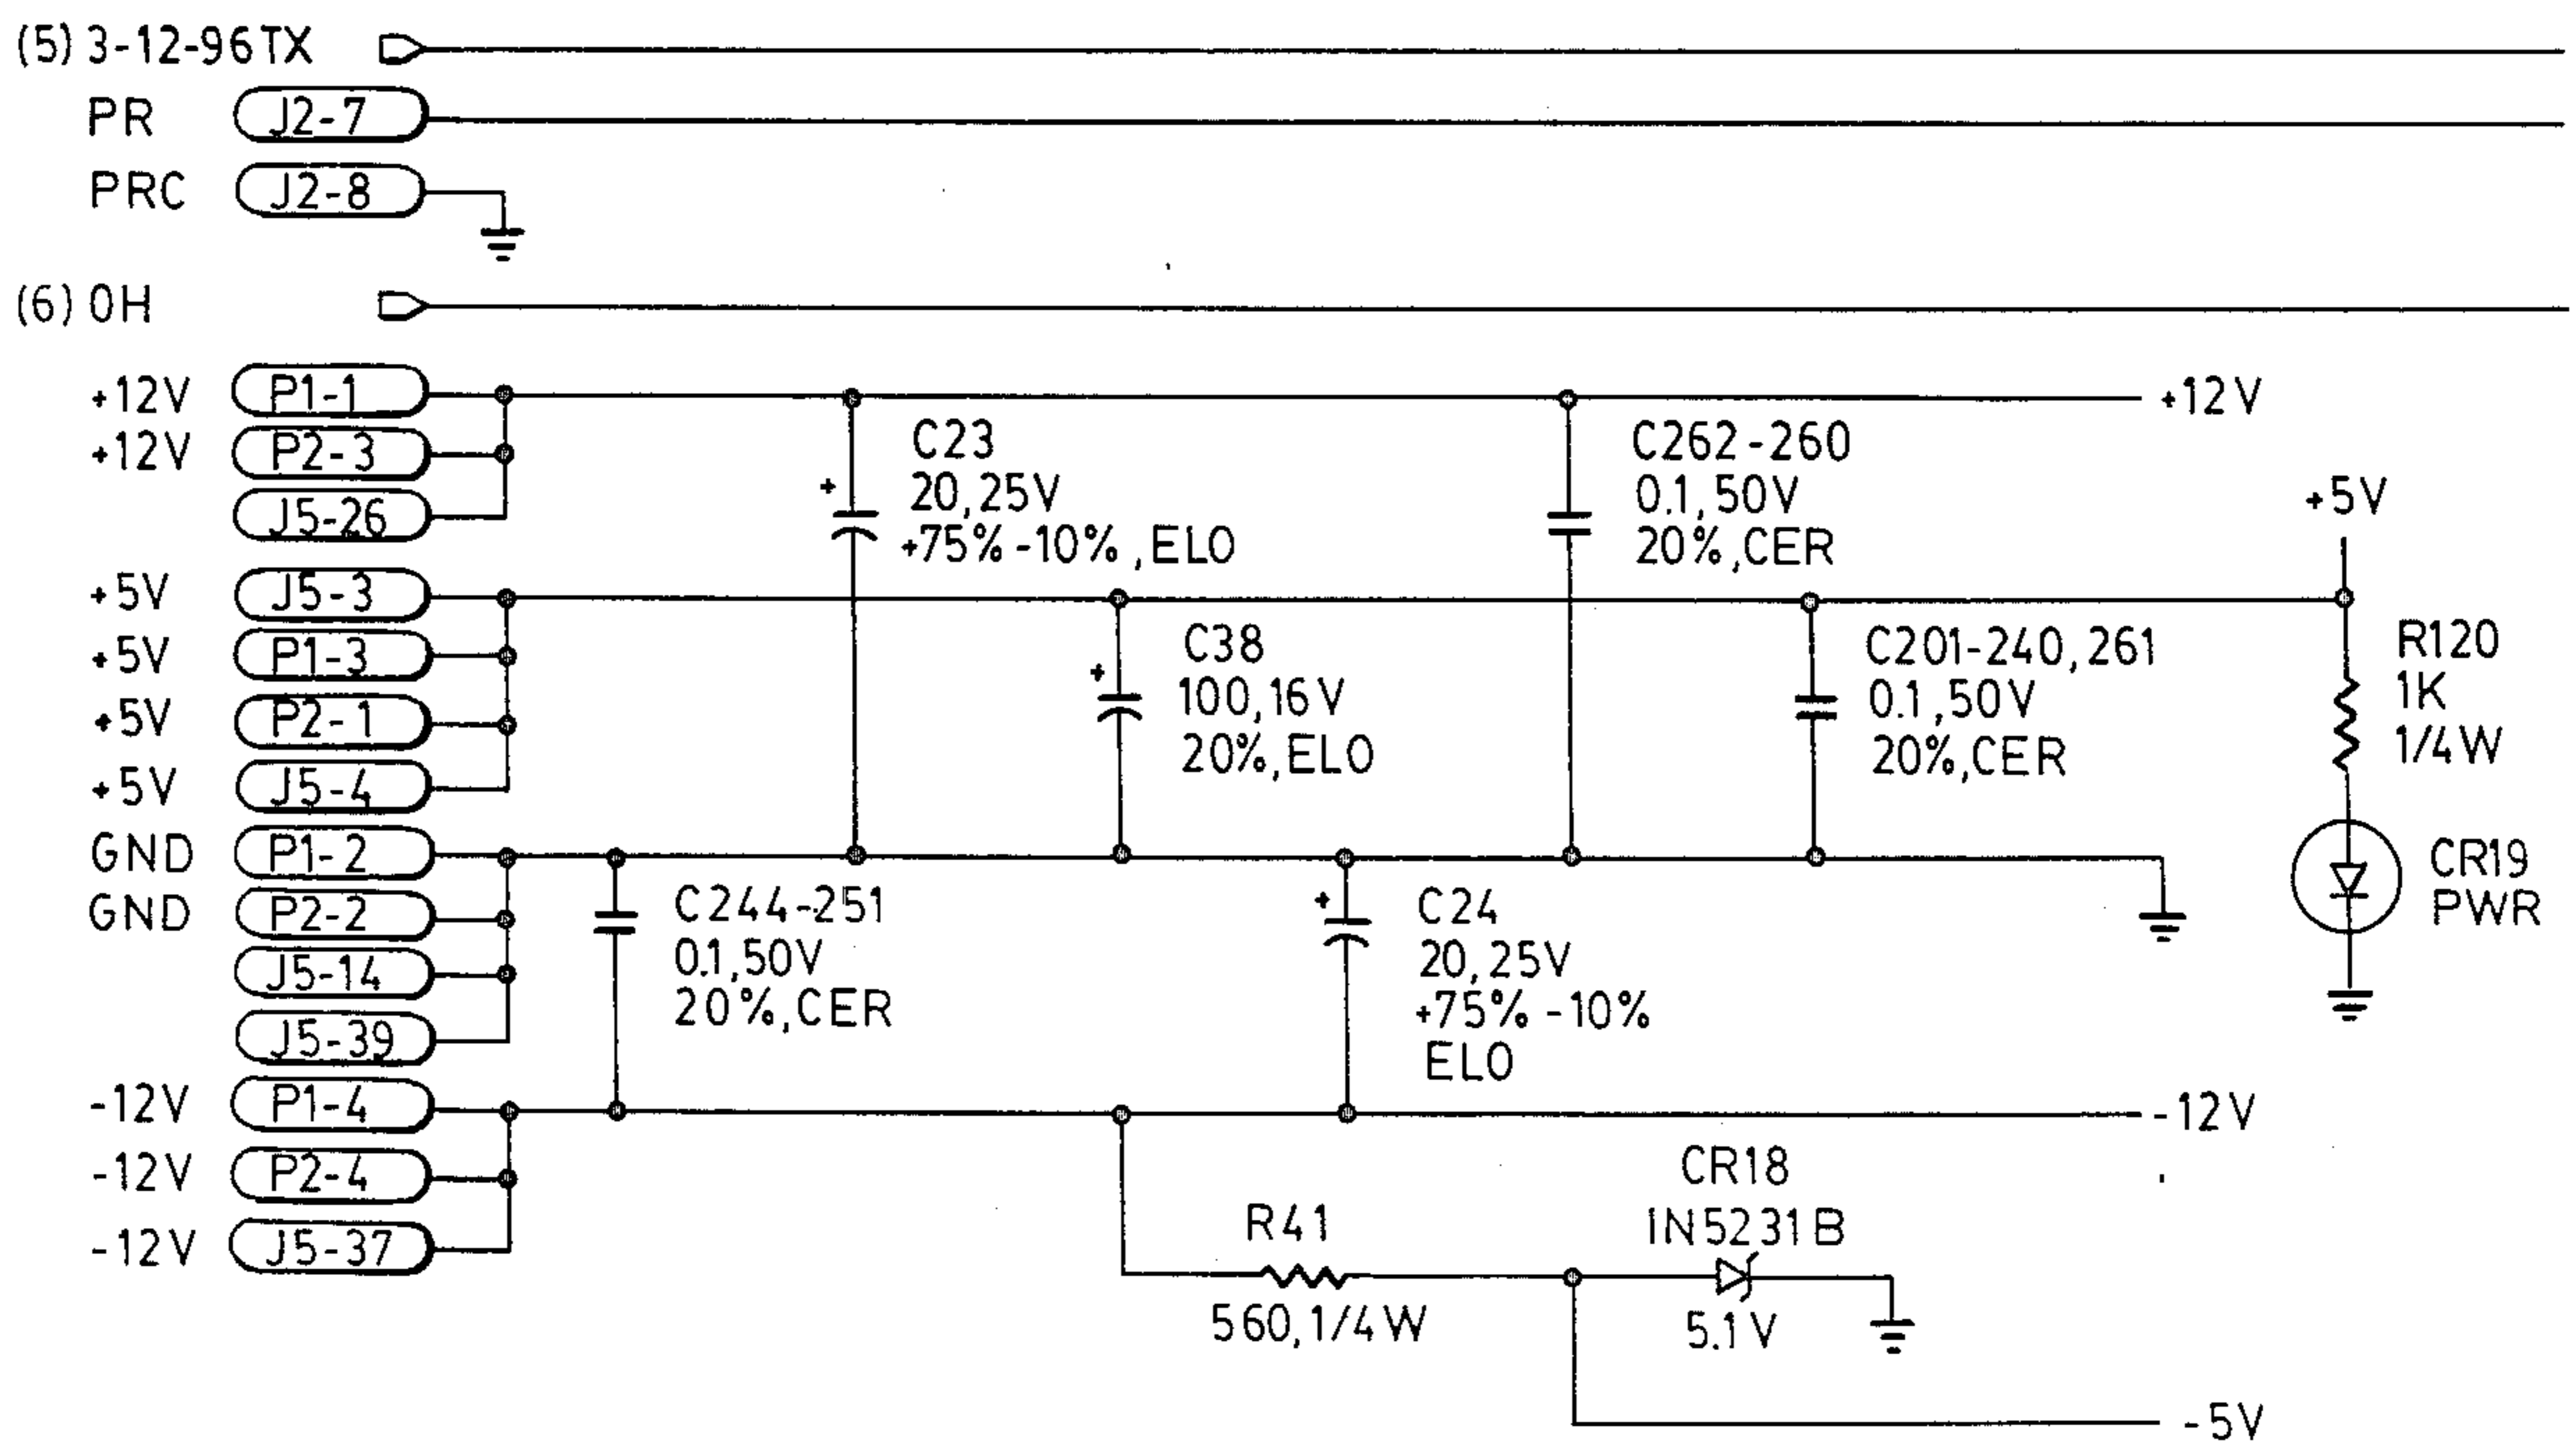 (5) 3-12-96TX
PR J2-7
PRC J2-8
(6) OH
+12V P1-1
+12V P2-3
J5-26
+5V J5-3
+5V P1-3
+5V P2-1
+5V J5-4
GND P1-2
GND P2-2
J5-14
J5-39
-12V P1-4
-12V P2-4
-12V J5-37
C23
20,25V
+75% -10% ,ELO
C262-260
0.1,50V
20%,CER
+12V
+5V
C38
100,16V
20%,ELO
C201-240,261
0.1,50V
20%,CER
R120
1K
1/4W
CR19
PWR
C244-251
0.1,50V
20%,CER
C24
20,25V
+75% -10%
ELO
-12V
R41
560,1/4W
CR18
IN5231B
5.1V
-5V